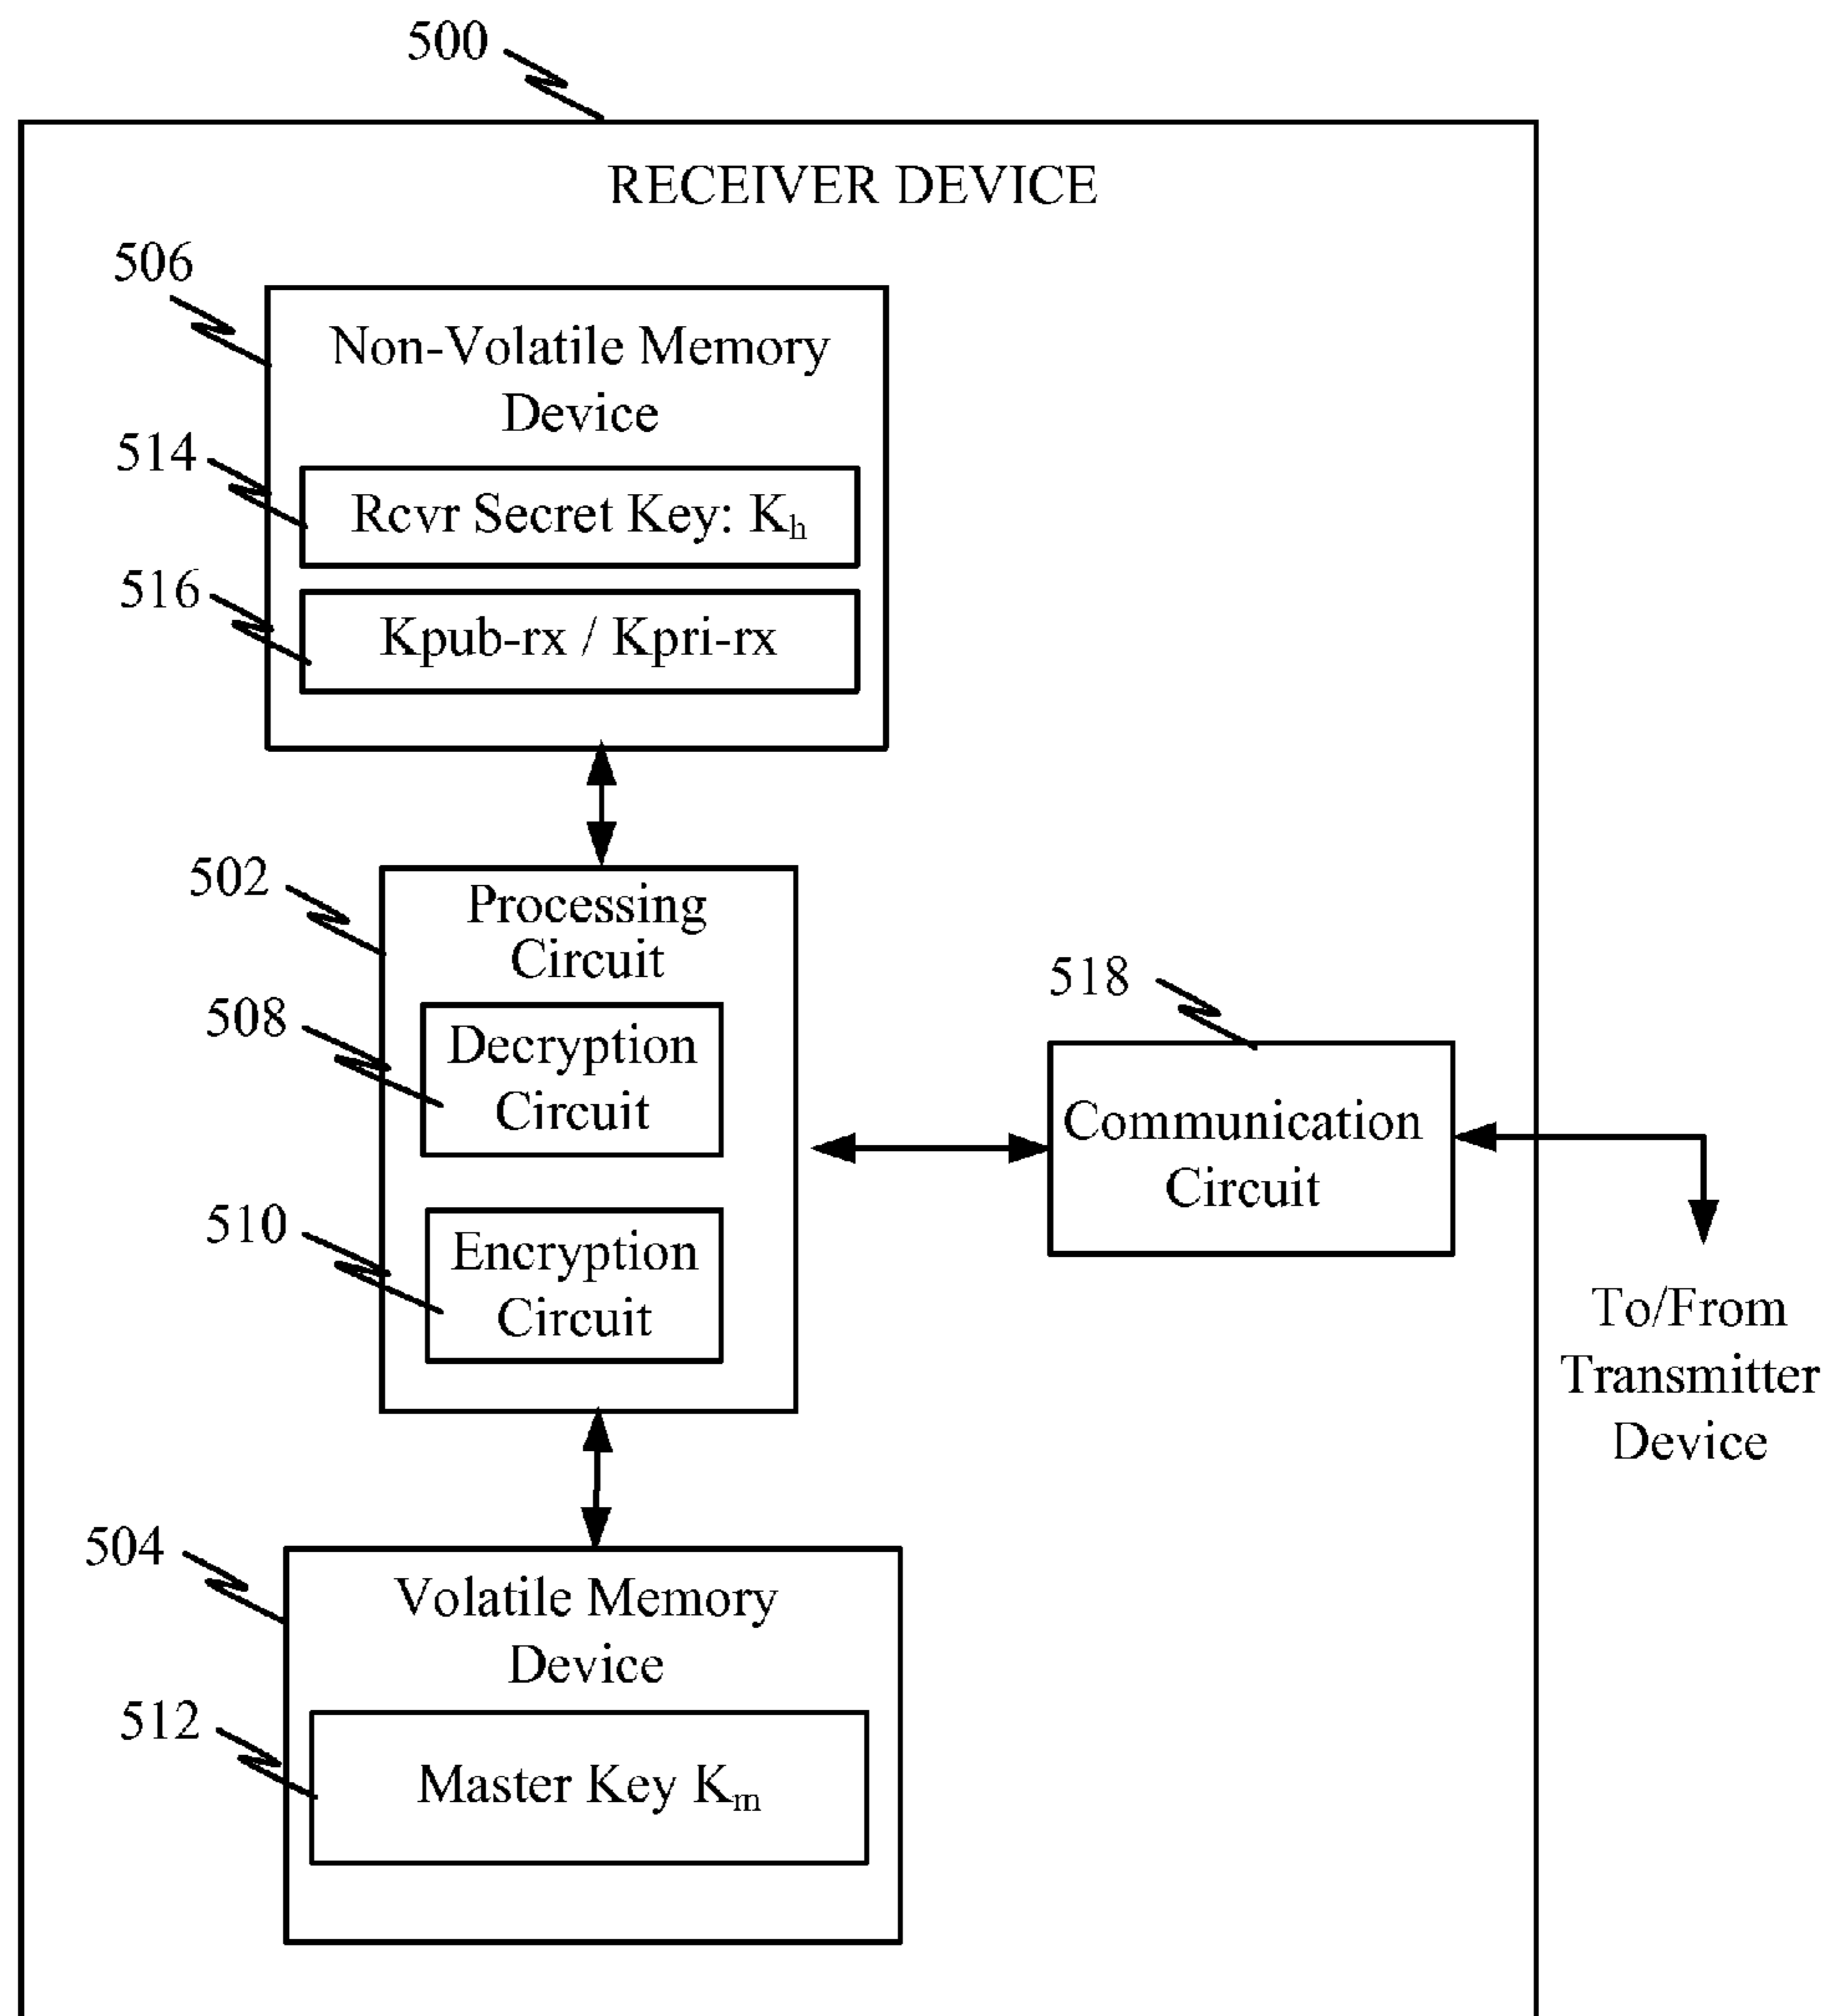 500
RECEIVER DEVICE
506
Non-Volatile Memory
Device
514
Rcvr Secret Key: Kh
516
Kpub-rx / Kpri-rx
502
Processing
Circuit
508
Decryption
Circuit
510
Encryption
Circuit
518
Communication
Circuit
To/From
Transmitter
Device
504
Volatile Memory
Device
512
Master Key Km